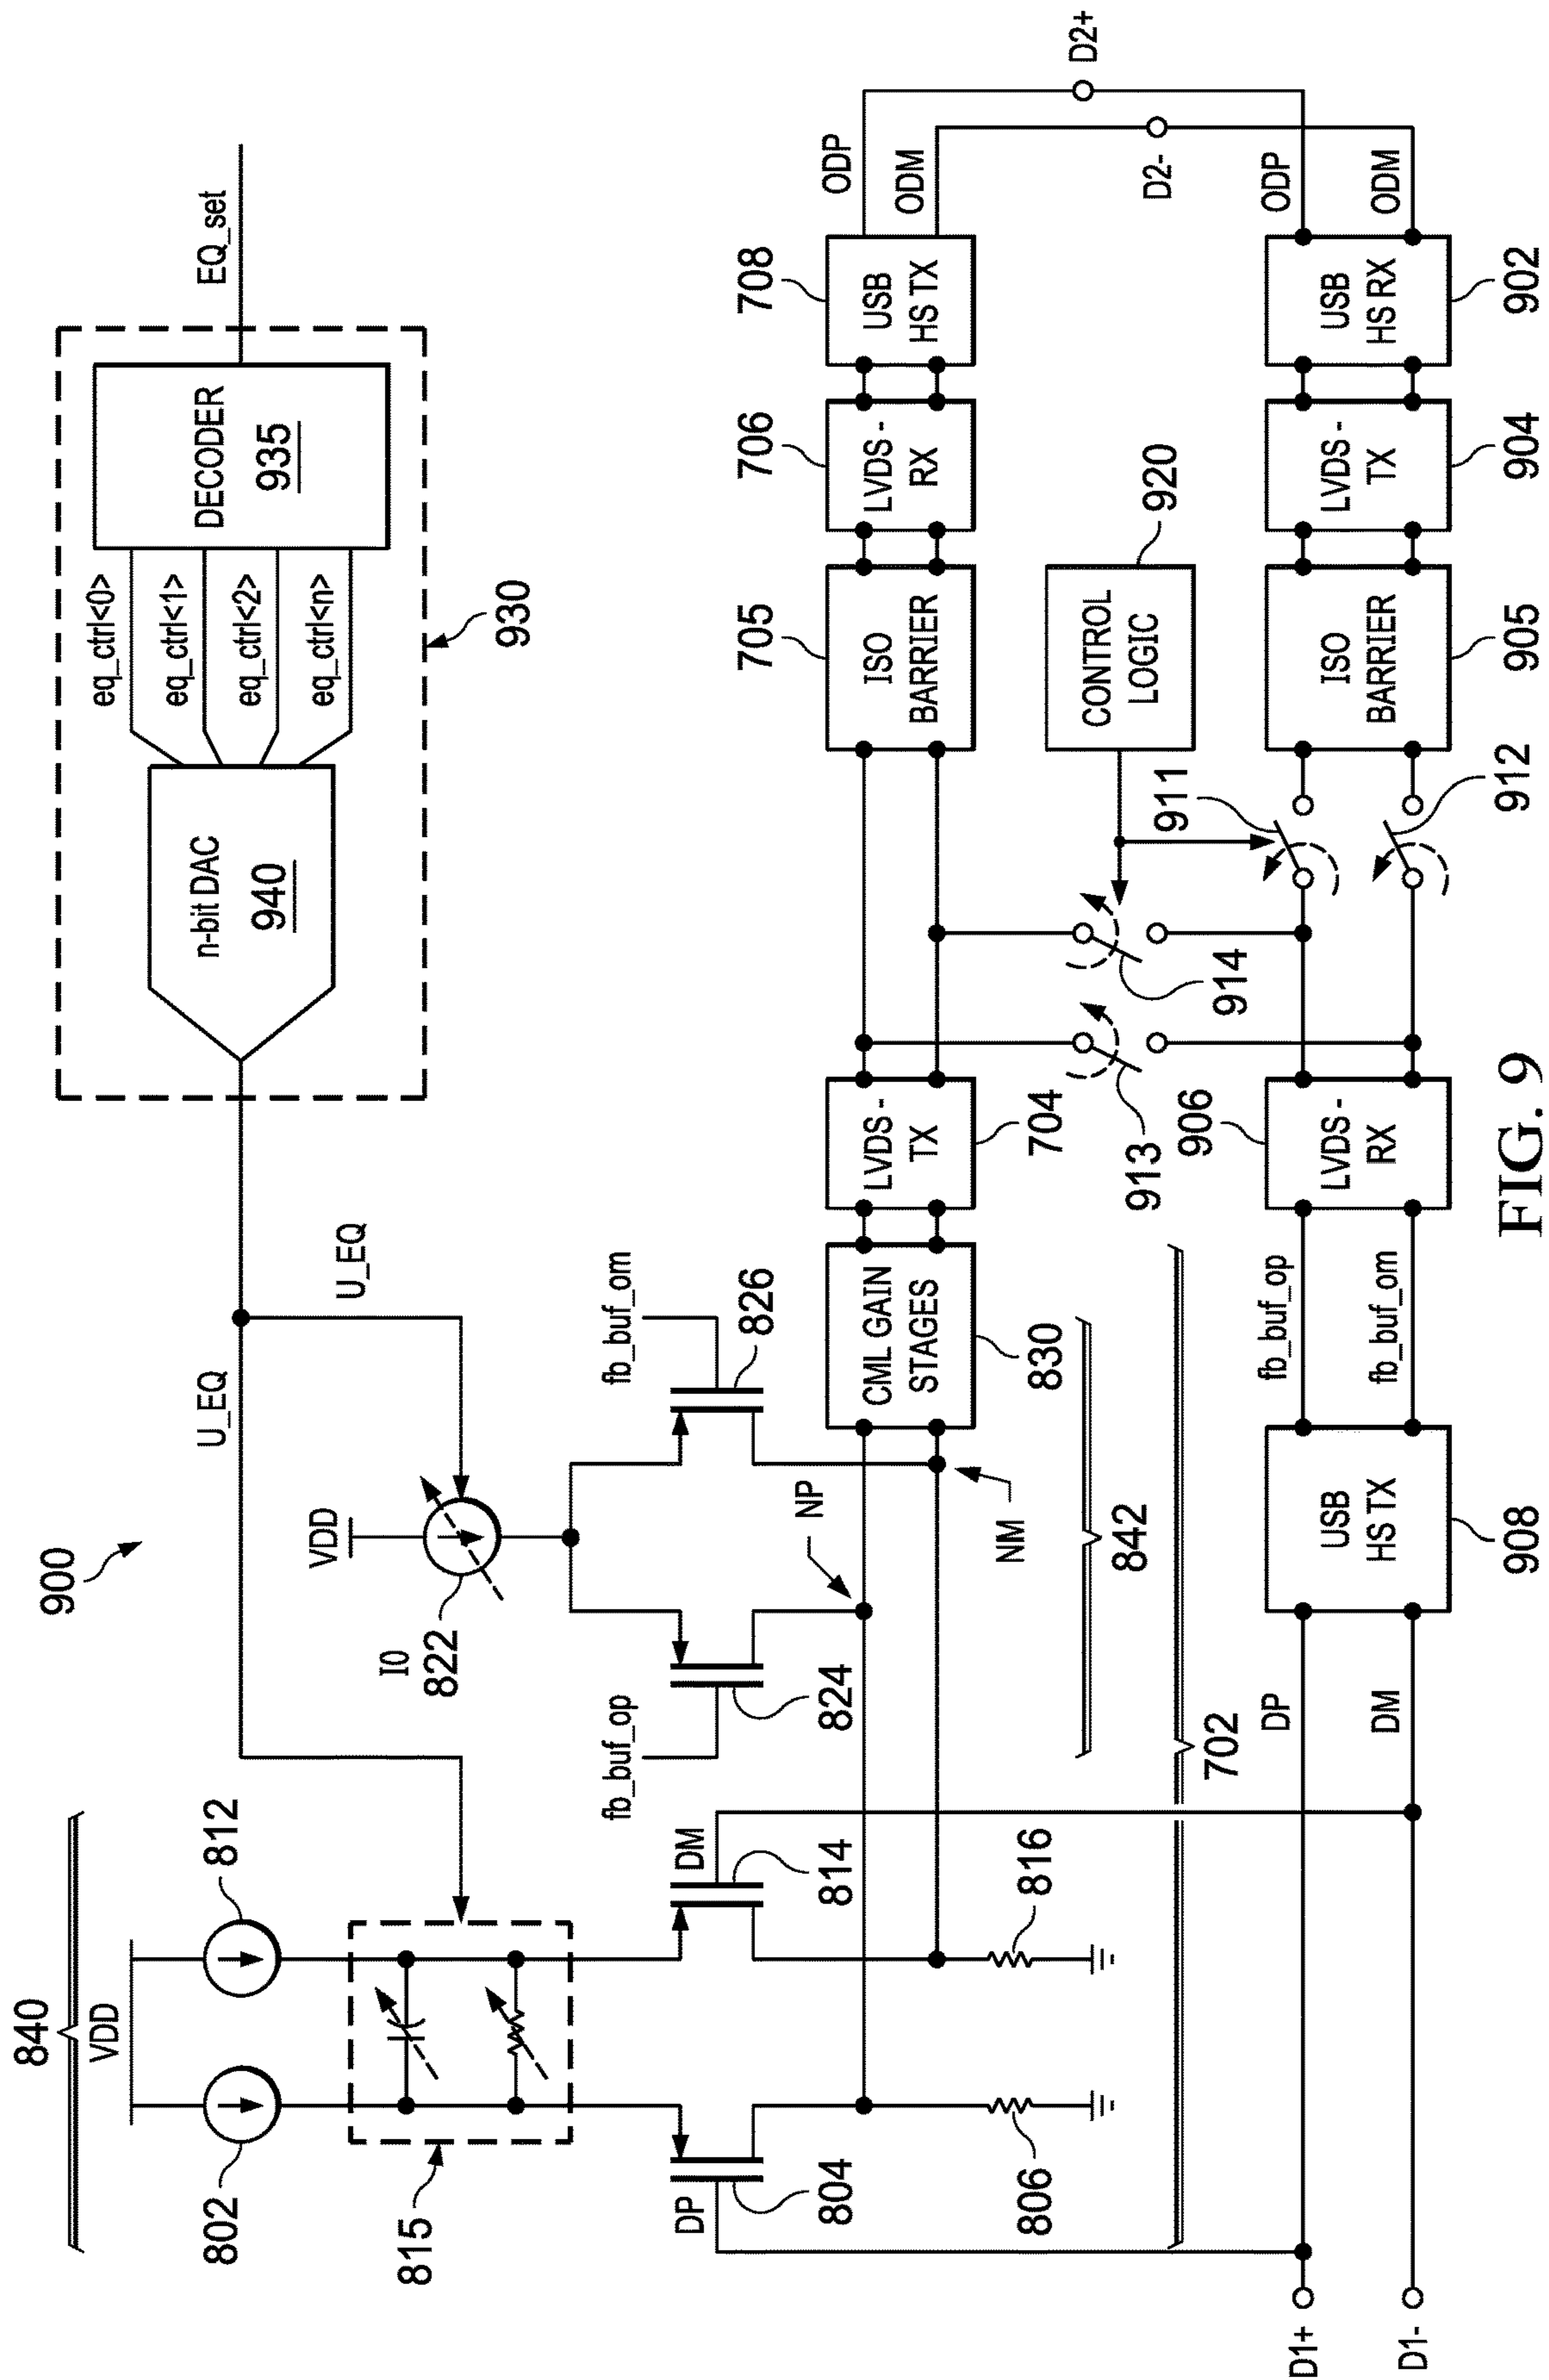 900
840
VDD
802
812
815
U_EQ
U_EQ
VDD
I0
822
n-bit DAC
940
eq_ctrl<0>
eq_ctrl<1>
eq_ctrl<2>
eq_ctrl<n>
DECODER
935
930
EQ_set
DP
804
DM
814
806
816
fb_buf_op
824
fb_buf_om
826
NP
NM
842
702
CML GAIN
STAGES
830
LVDS -
TX
704
ISO
BARRIER
705
LVDS -
RX
706
USB
HS TX
708
ODP
ODM
D2+
D2-
913
914
911
912
CONTROL
LOGIC
920
D1+
D1-
DP
DM
USB
HS TX
908
fb_buf_op
fb_buf_om
LVDS -
RX
906
ISO
BARRIER
905
LVDS -
TX
904
USB
HS RX
902
ODP
ODM
FIG. 9